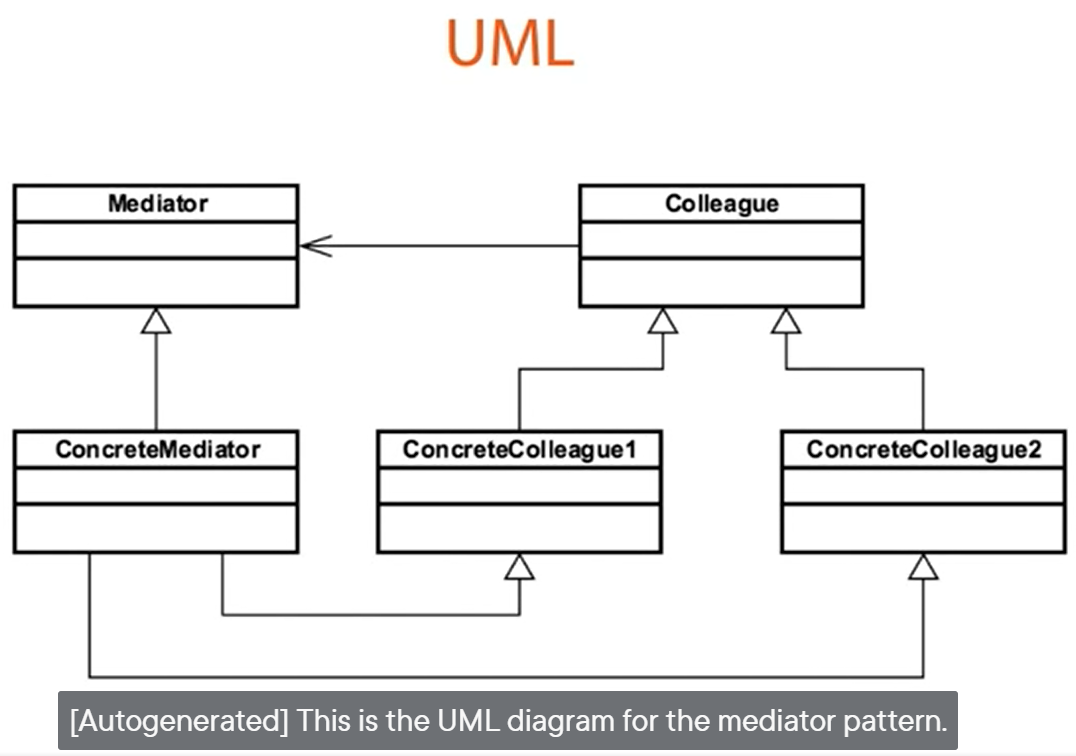 UML
Mediator
Colleague
ConcreteMediator
ConcreteColleague1
ConcreteColleague2
[Autogenerated] This is the UML diagram for the mediator pattern.